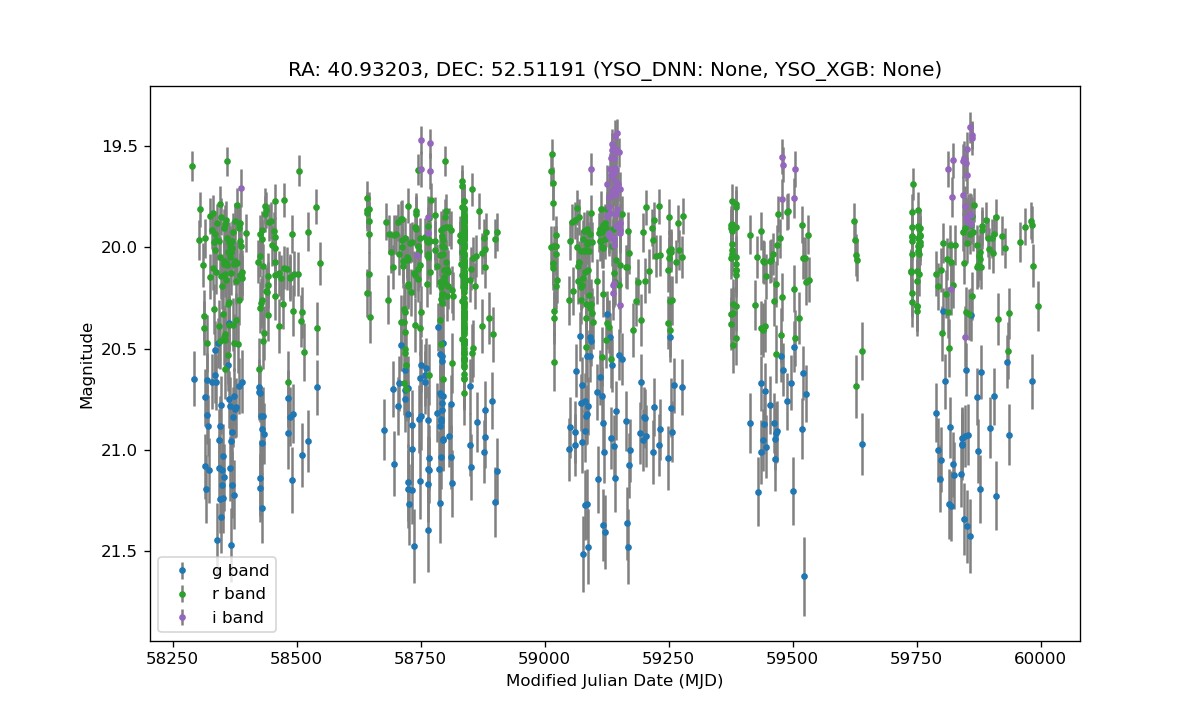 RA: 40.93203, DEC: 52.51191 (YSO_DNN: None, YSO_XGB: None)
Magnitude
19.5
20.0
20.5
21.0
21.5
g band
r band
i band
58250 58500 58750 59000 59250 59500 59750 60000
Modified Julian Date (MJD)